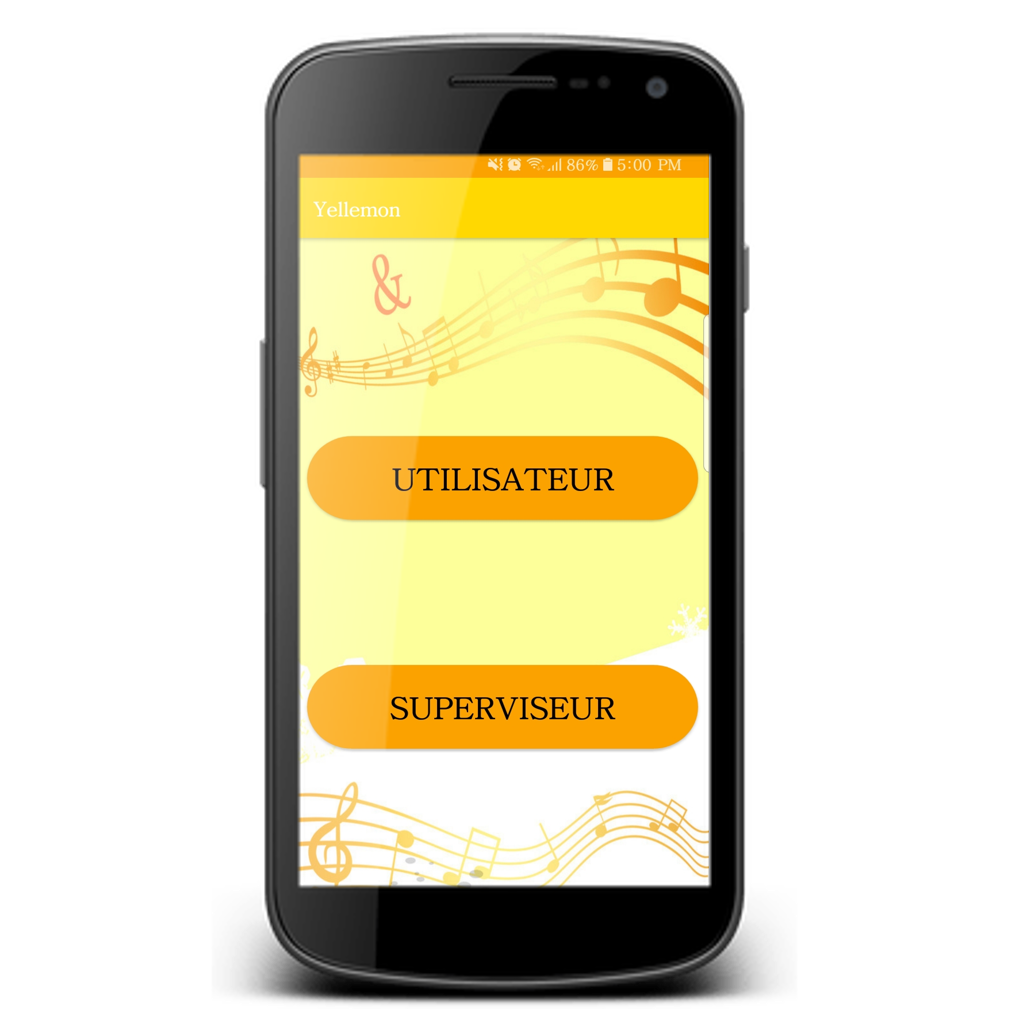 86% 5:00 PM
Yellemon
&
UTILISATEUR
SUPERVISEUR